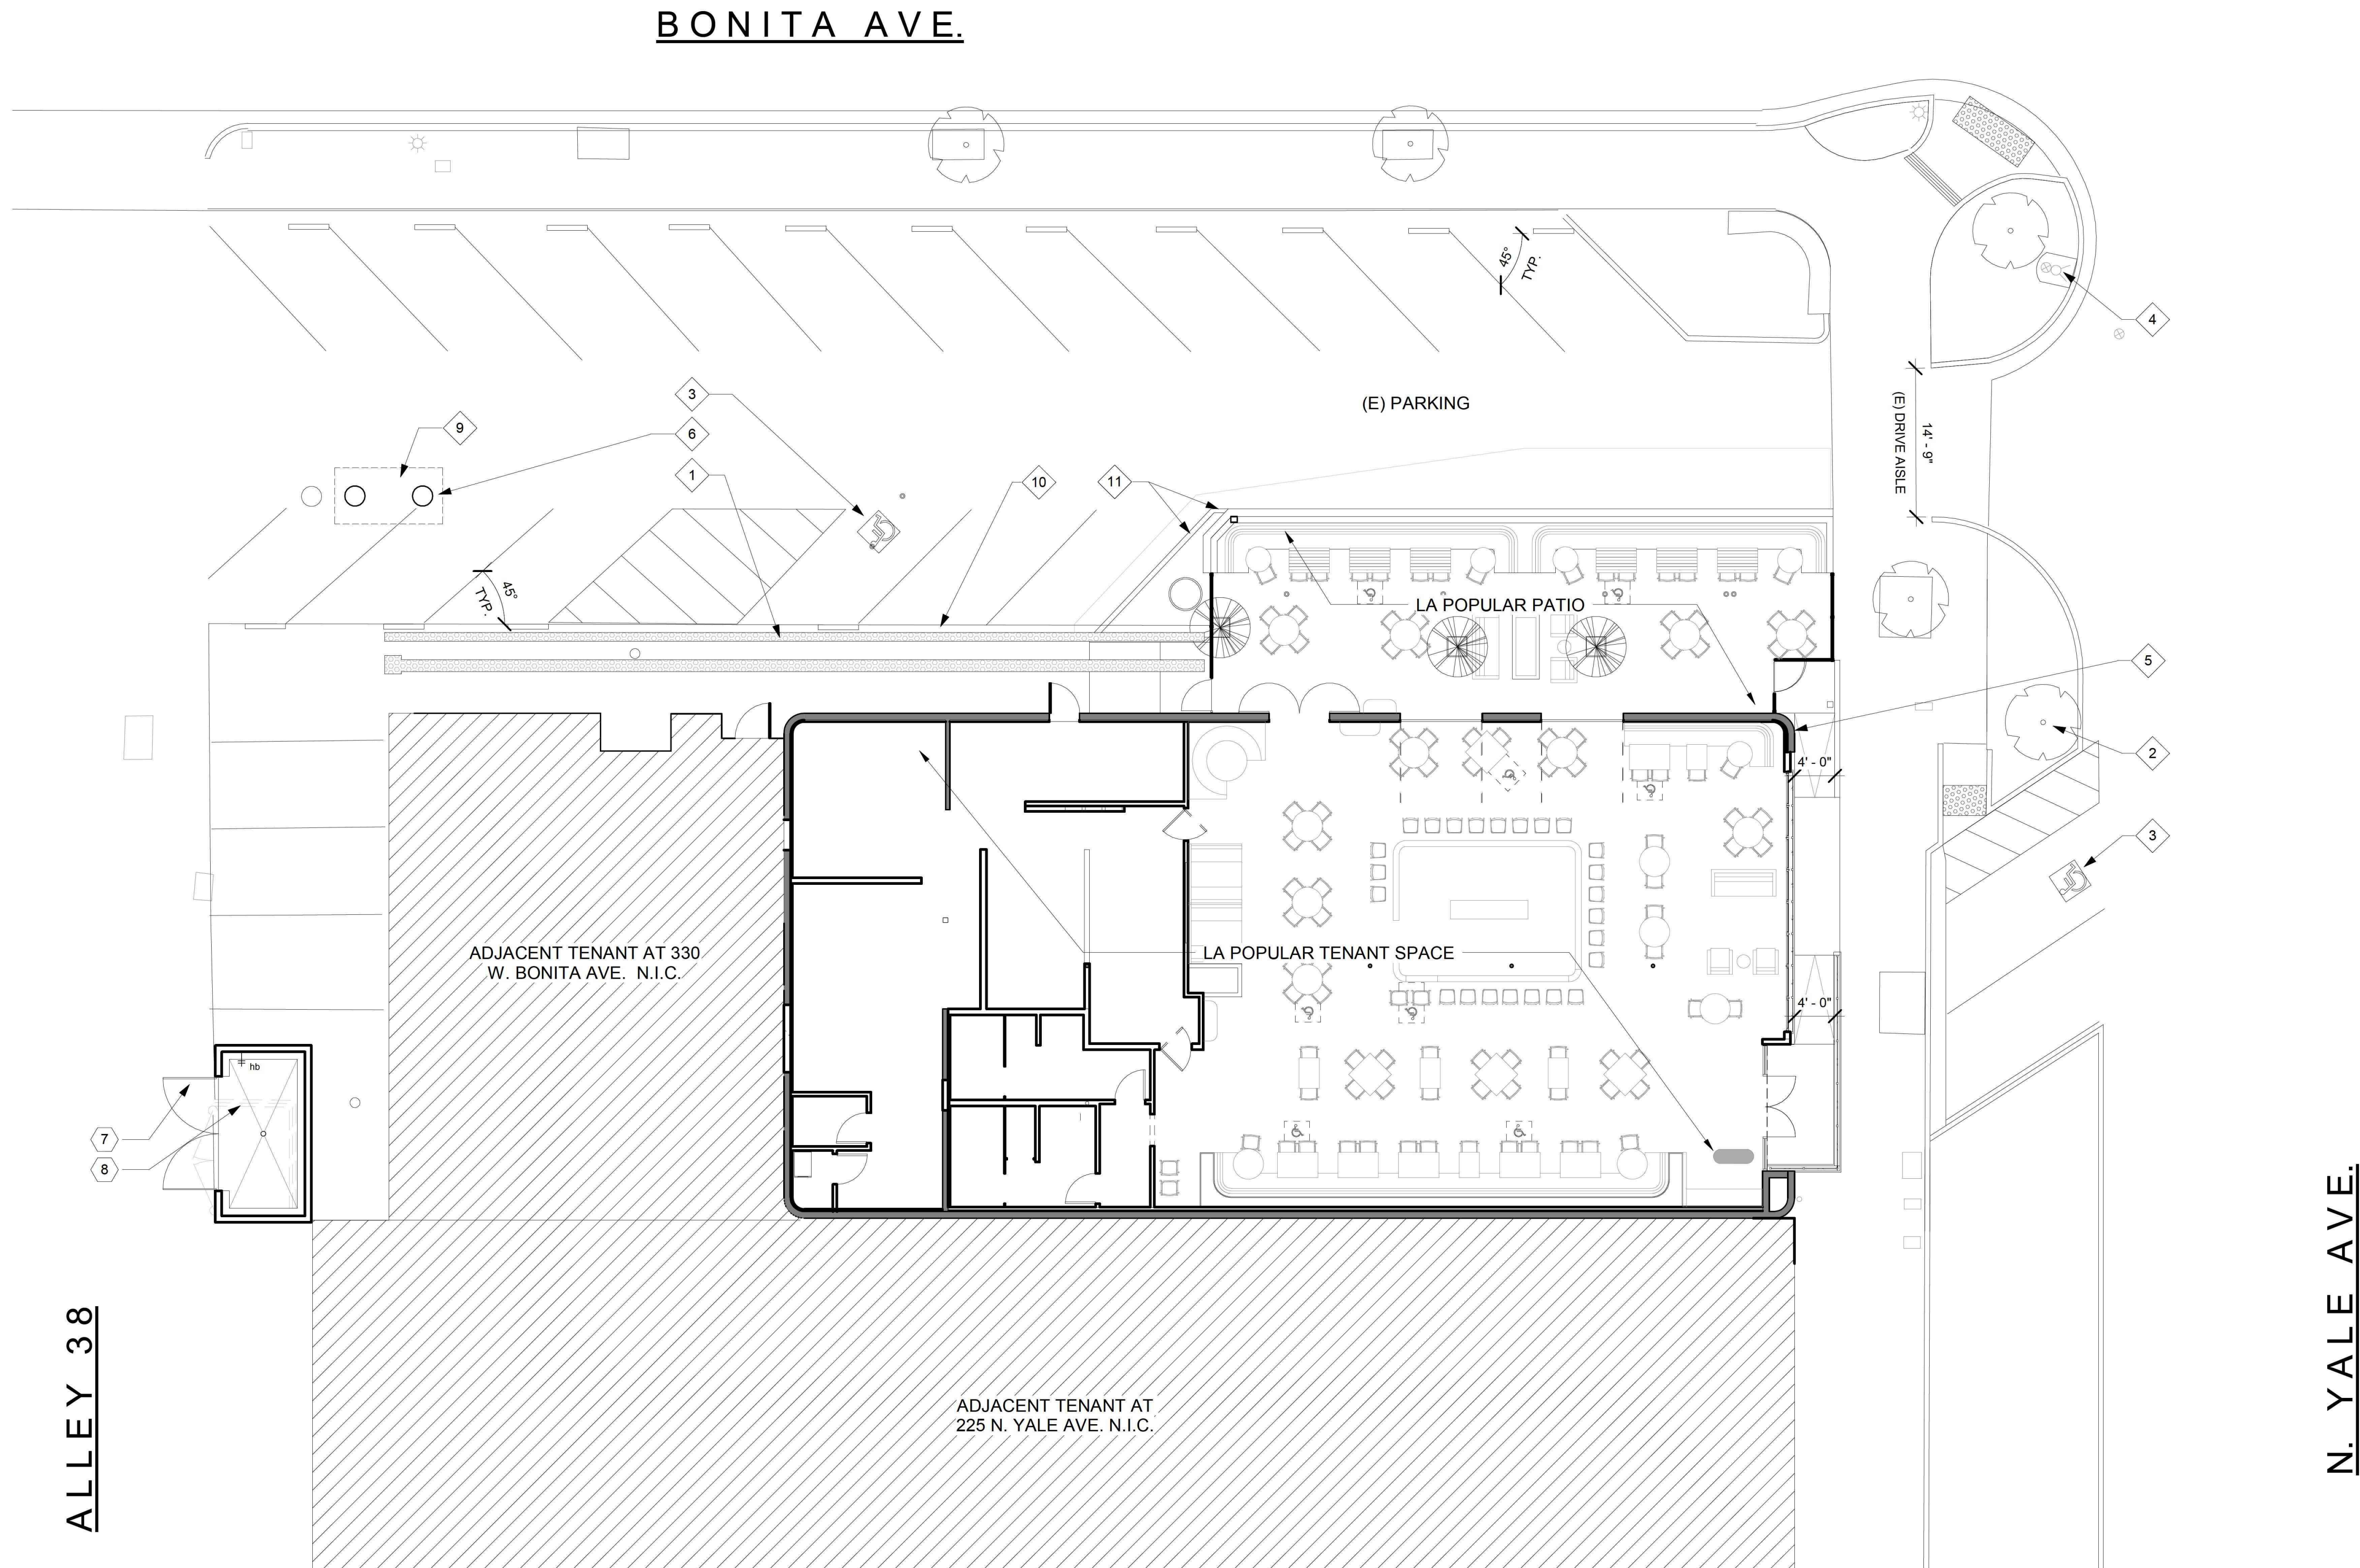 BONITA AVE.
45°
TYP.
4
3
(E) PARKING
9
6
14' - 9"
(E) DRIVE AISLE
1
10
11
45°
TYP.
LA POPULAR PATIO
5
2
4' - 0"
3
ADJACENT TENANT AT 330
W. BONITA AVE. N.I.C.
LA POPULAR TENANT SPACE
4' - 0"
hb
7
8
ALLEY 38
N. YALE AVE.
ADJACENT TENANT AT
225 N. YALE AVE. N.I.C.